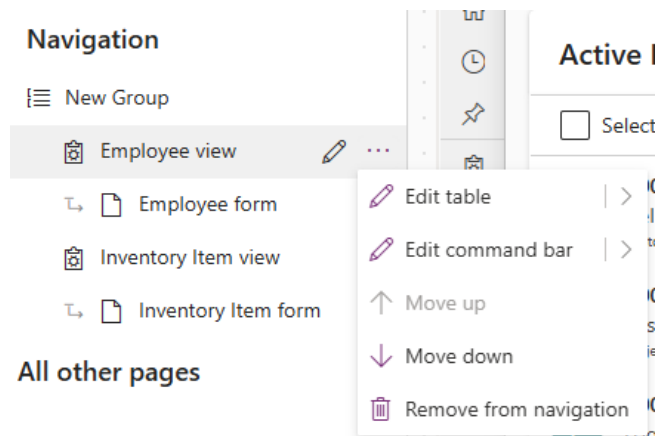 Navigation
New Group
Employee view
Employee form
Inventory Item view
Inventory Item form
All other pages
Edit table
Edit command bar
Move up
Move down
Remove from navigation
Active
Select